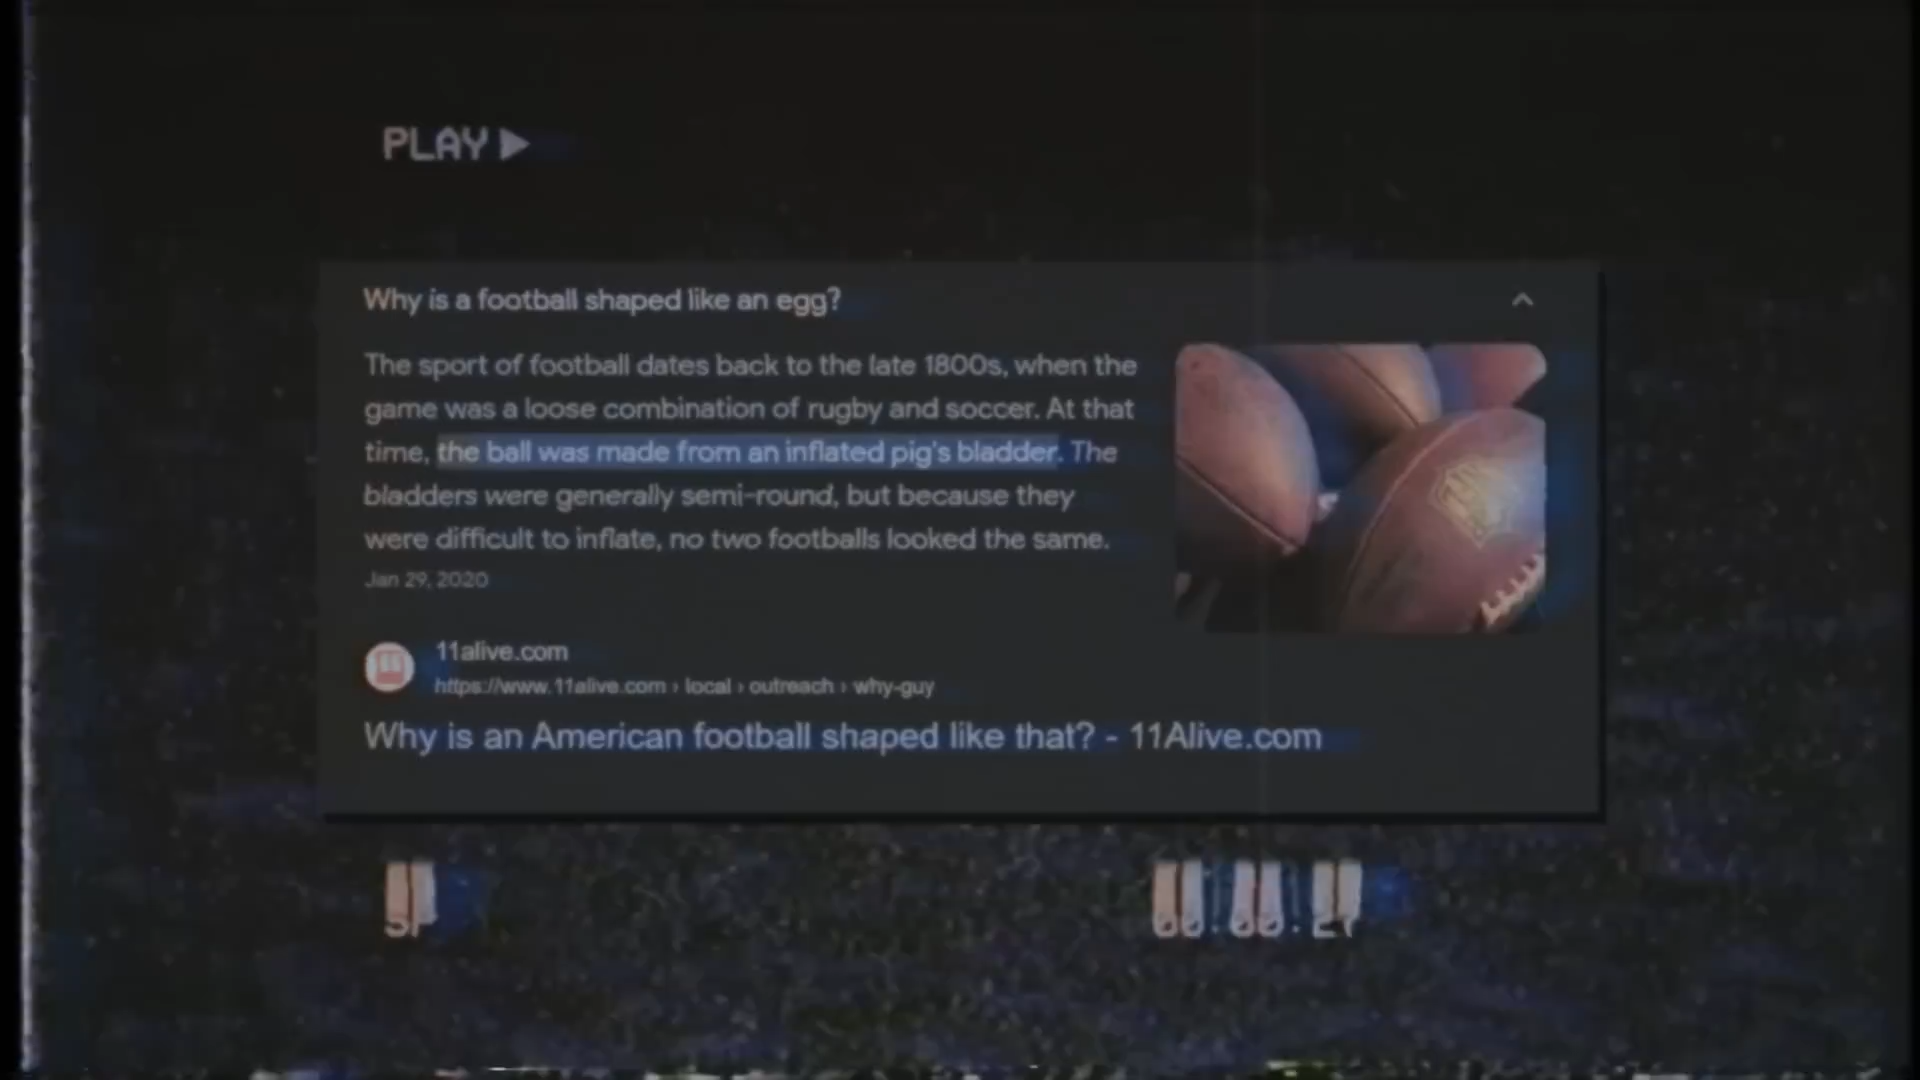 PLAY
Why is a football shaped like an egg?
The sport of football dates back to the late 1800s, when the
game was a loose combination of rugby and soccer. At that
time, the ball was made from an inflated pig's bladder. The
bladders were generally semi-round, but because they
were difficult to inflate, no two footballs looked the same.
Jan 29, 2020
11alive.com
https://www.11alive.com › local › outreach › why-guy
Why is an American football shaped like that? - 11Alive.com
SP